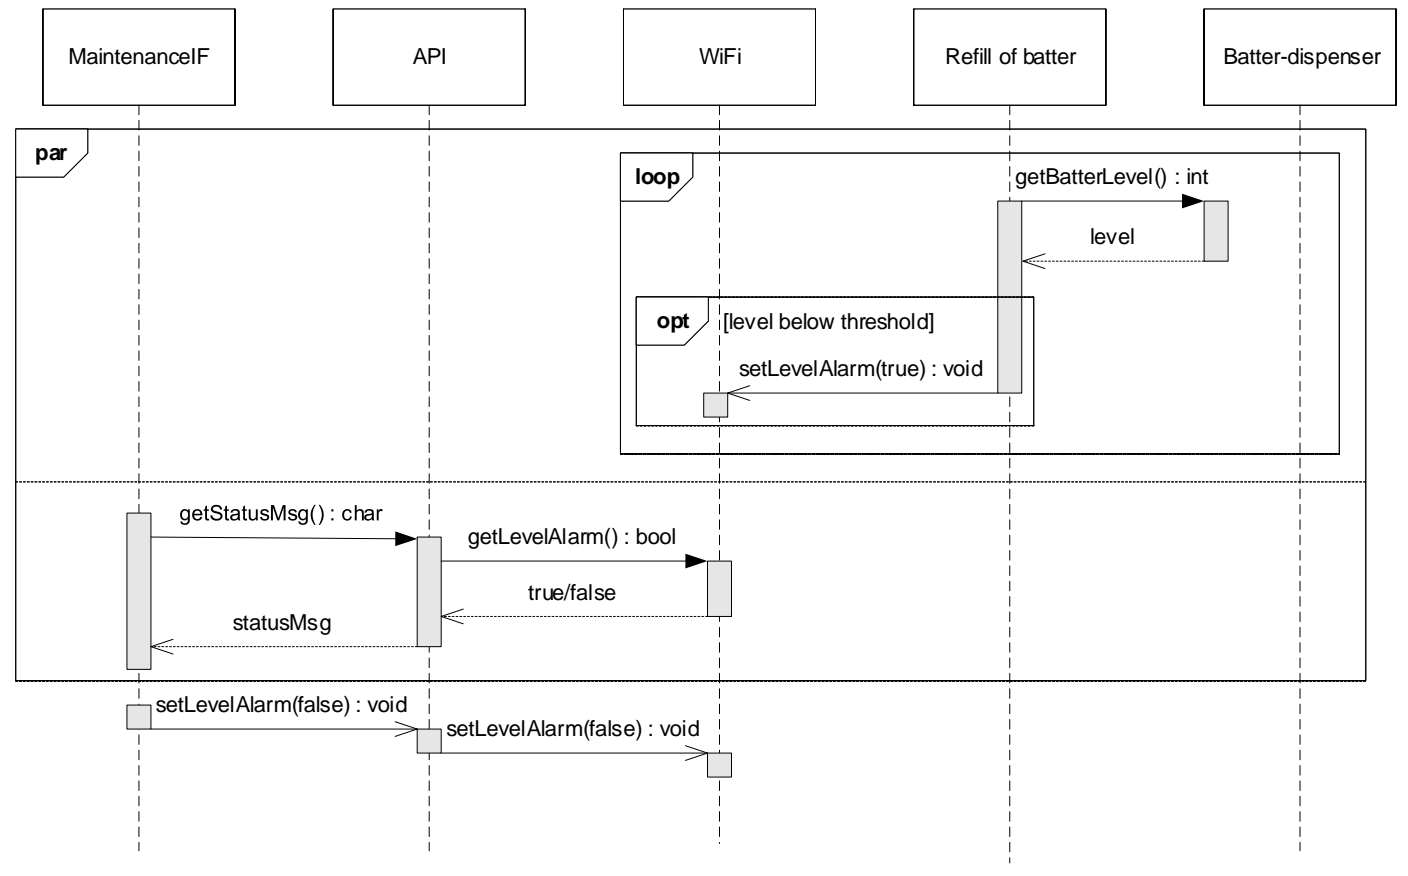 MaintenanceIF
API
WiFi
Refill of batter
Batter-dispenser
par
loop
getBatterLevel() : int
level
opt
[level below threshold]
setLevelAlarm(true) : void
getStatusMsg() : char
getLevelAlarm() : bool
true/false
statusMsg
setLevelAlarm(false) : void
setLevelAlarm(false) : void